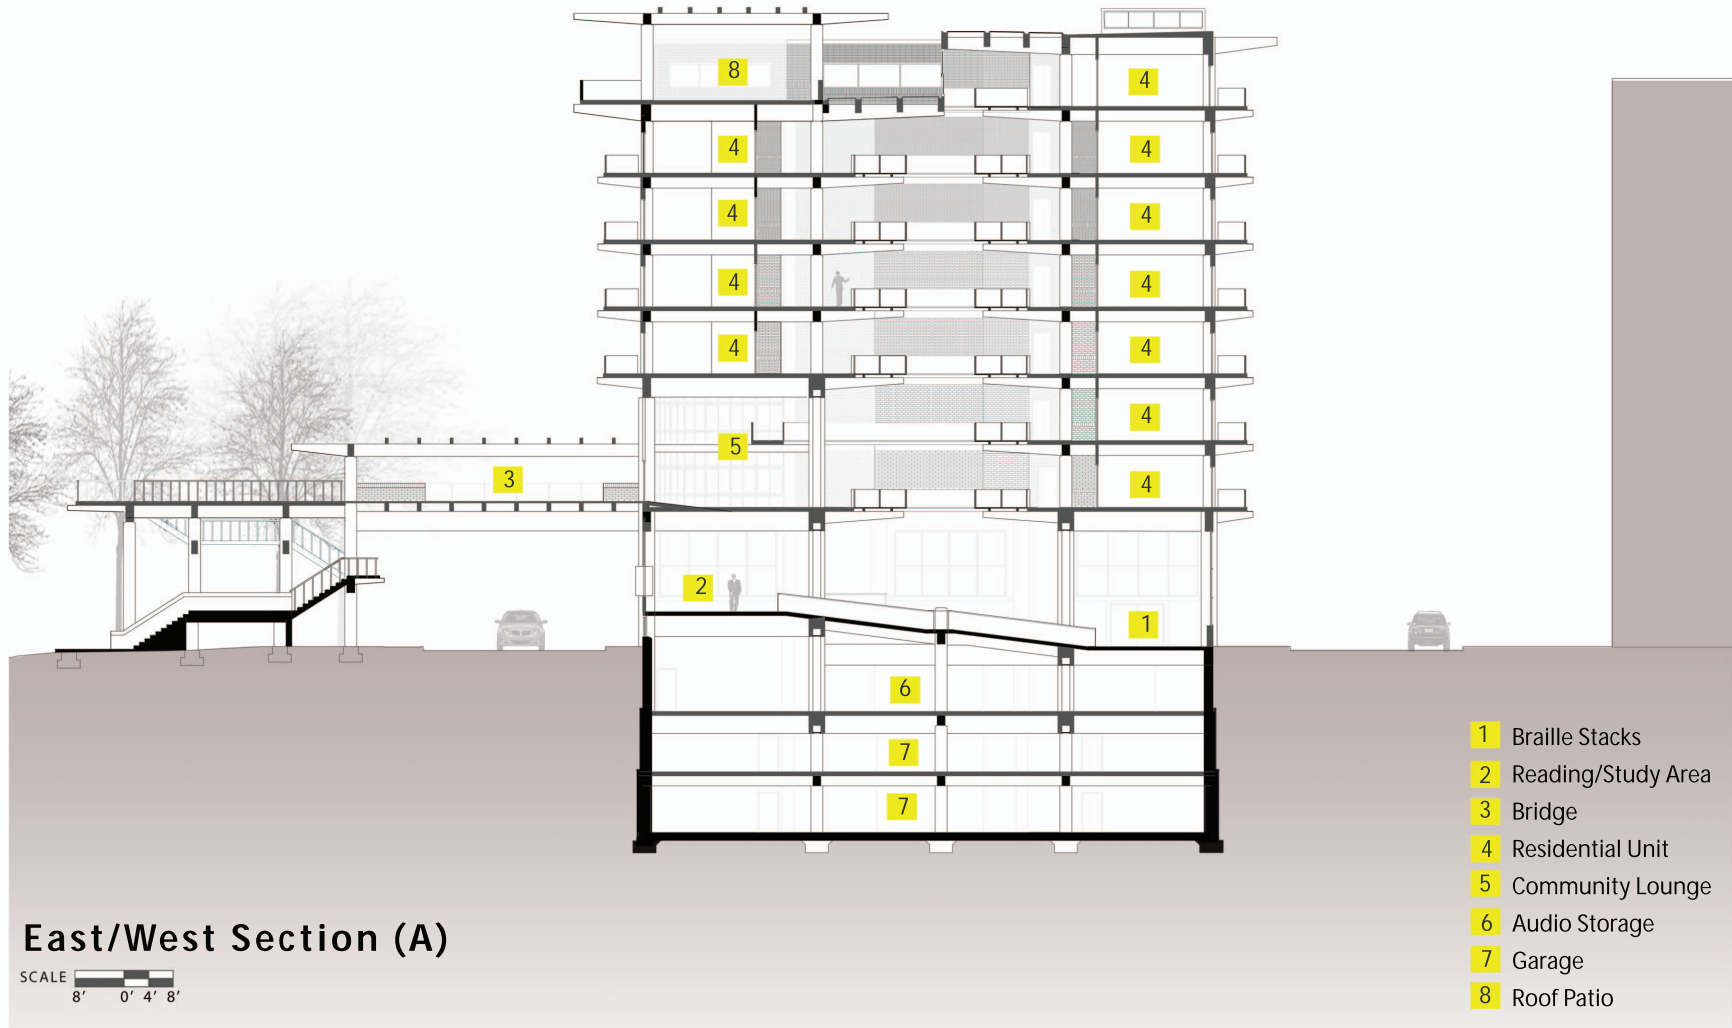 8
4
4
4
4
4
4
4
4
4
4
5
4
3
4
2
1
6
7
7
1 Braille Stacks
2 Reading/Study Area
3 Bridge
4 Residential Unit
5 Community Lounge
6 Audio Storage
7 Garage
8 Roof Patio
East/West Section (A)
SCALE
8' 0' 4' 8'